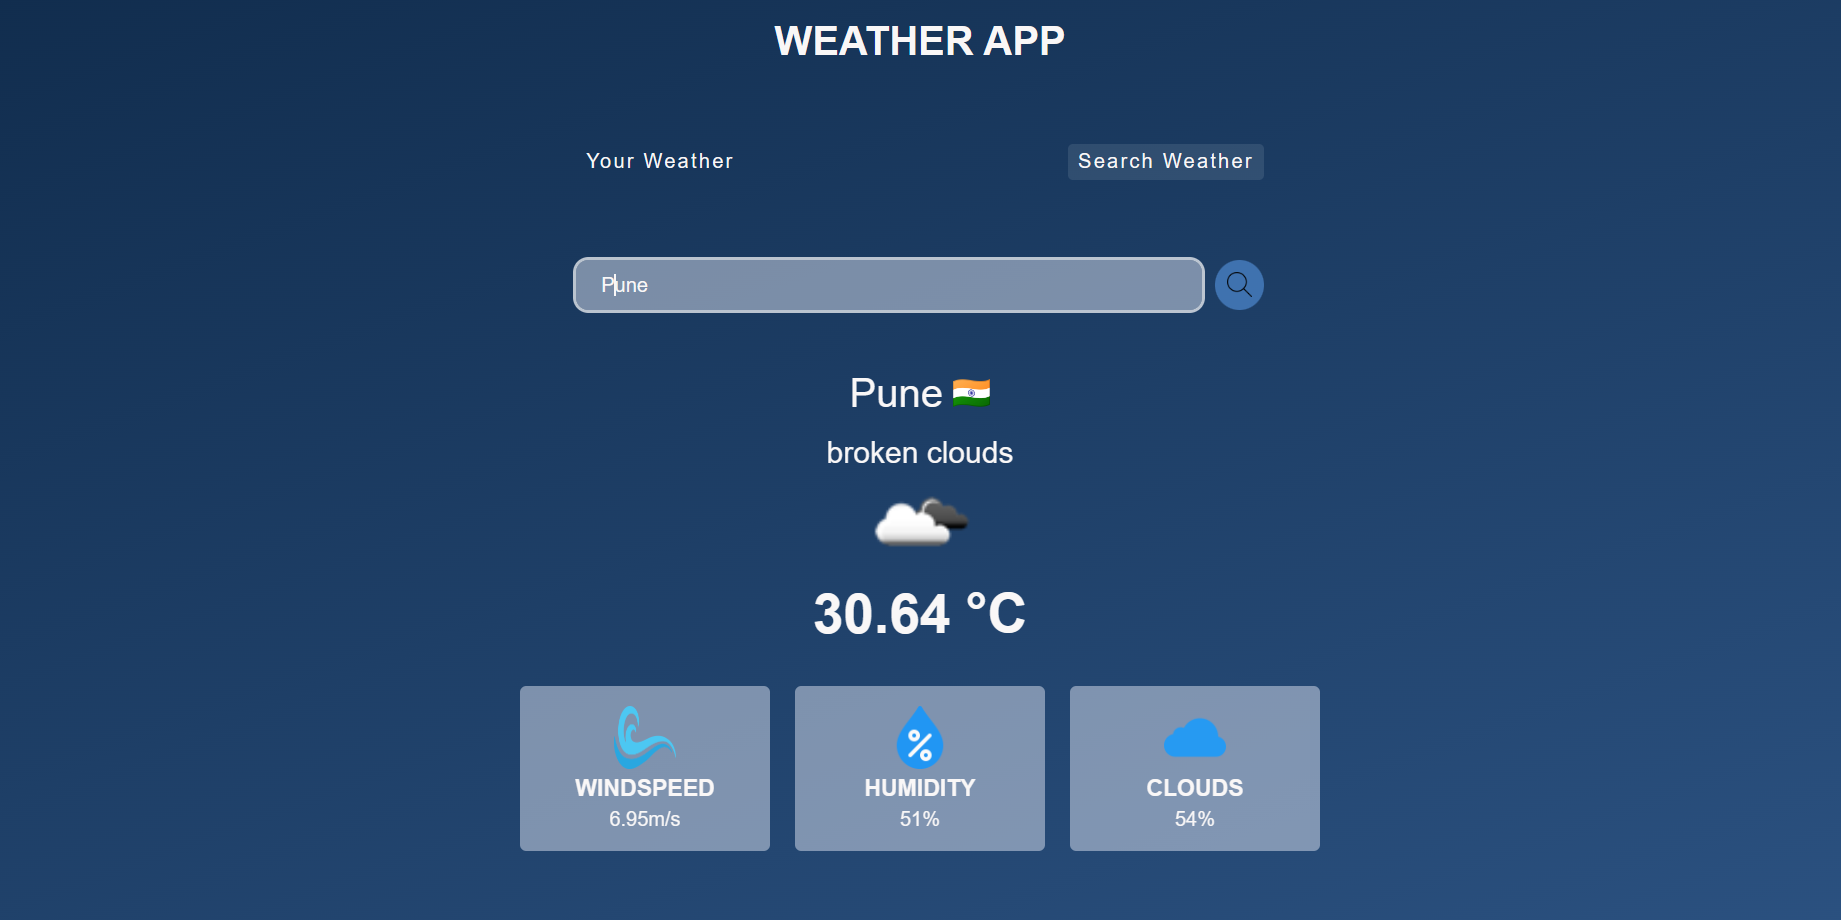 WEATHER APP
Your Weather
Search Weather
Pune
Pune
broken clouds
30.64 °C
WINDSPEED
6.95m/s
HUMIDITY
51%
CLOUDS
54%